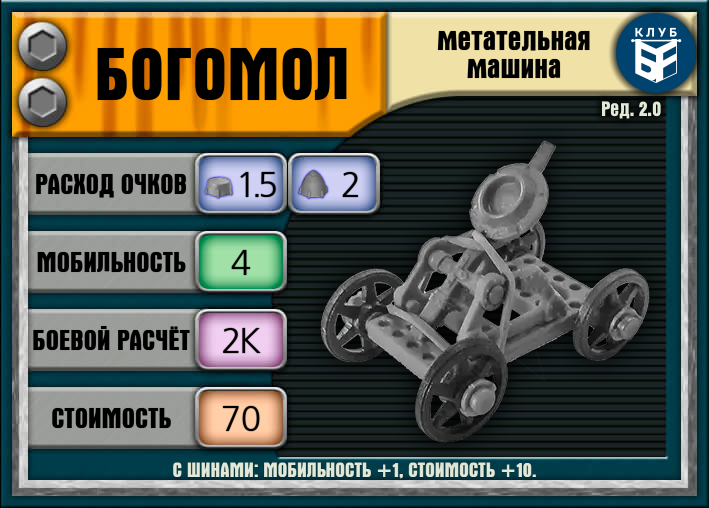 БОГОМОЛ
метательная
машина
КЛУБ
Ред. 2.0
РАСХОД ОЧКОВ 1.5 2
МОБИЛЬНОСТЬ 4
БОЕВОЙ РАСЧЁТ 2К
СТОИМОСТЬ 70
С ШИНАМИ: МОБИЛЬНОСТЬ +1, СТОИМОСТЬ +10.